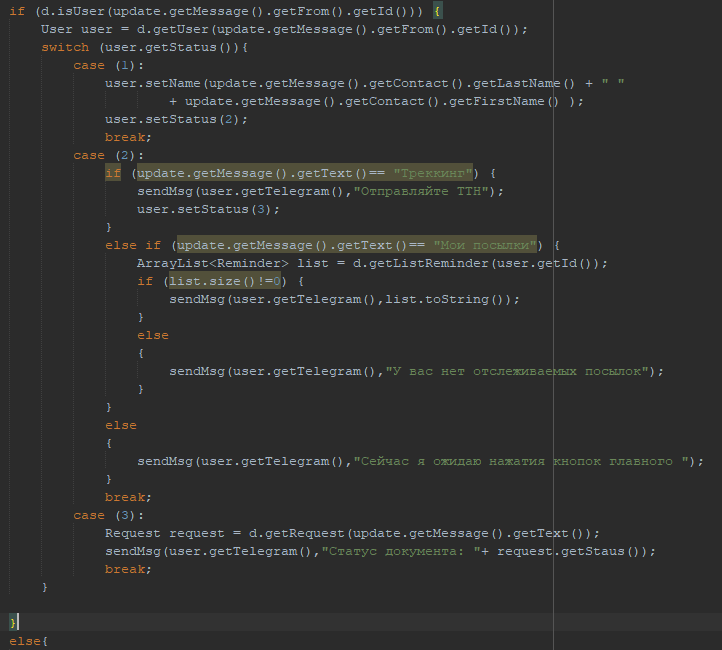 if (d.isUser(update.getMessage().getFrom().getId())) {
User user = d.getUser(update.getMessage().getFrom().getId());
switch (user.getStatus()){
case (1):
user.setName(update.getMessage().getContact().getLastName() + " "
+ update.getMessage().getContact().getFirstName() );
user.setStatus(2);
break;
case (2):
if (update.getMessage().getText()== "Треккинг") {
sendMsg(user.getTelegram(),"Отправляйте ТТН");
user.setStatus(3);
}
else if (update.getMessage().getText()== "Мои посылки") {
ArrayList<Reminder> list = d.getListReminder(user.getId());
if (list.size()!=0) {
sendMsg(user.getTelegram(),list.toString());
}
else
{
sendMsg(user.getTelegram(),"У вас нет отслеживаемых посылок");
}
}
else
{
sendMsg(user.getTelegram(),"Сейчас я ожидаю нажатия кнопок главного ");
}
break;
case (3):
Request request = d.getRequest(update.getMessage().getText());
sendMsg(user.getTelegram(),"Статус документа: "+ request.getStaus());
break;
}
}
else{